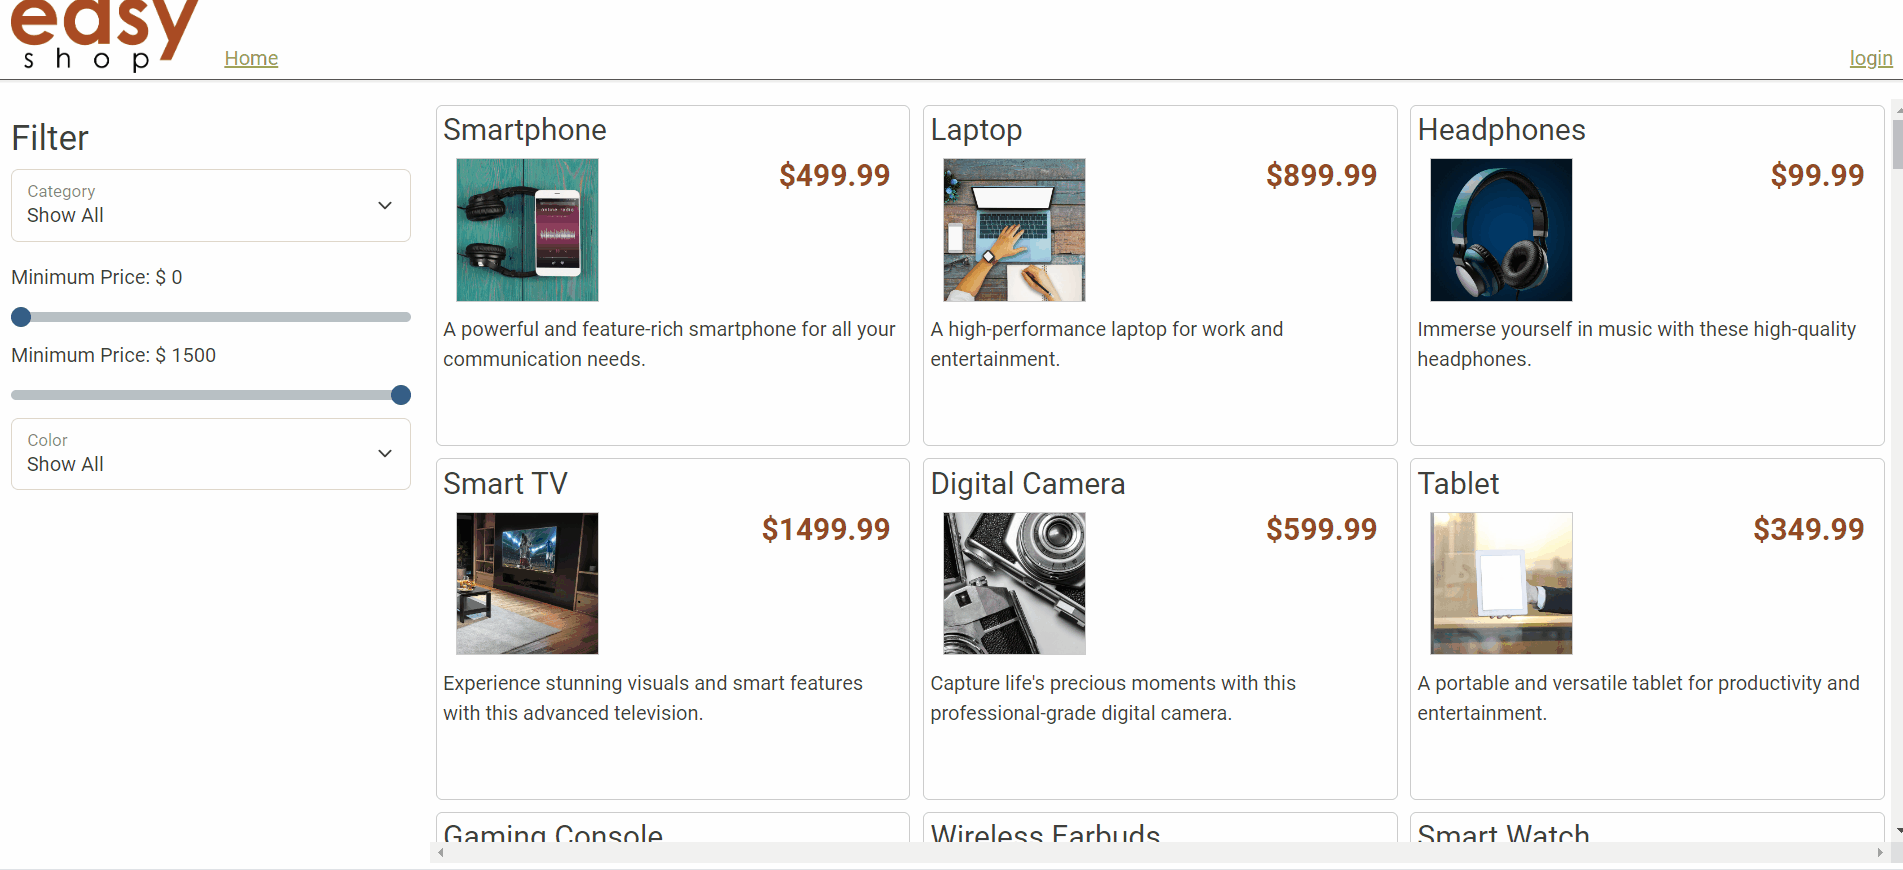 easy
shop
Home
login
Filter
Category
Show All
Minimum Price: $ 0
Minimum Price: $ 1500
Color
Show All
Smartphone
$499.99
A powerful and feature-rich smartphone for all your
communication needs.
Laptop
$899.99
A high-performance laptop for work and
entertainment.
Headphones
$99.99
Immerse yourself in music with these high-quality
headphones.
Smart TV
$1499.99
Experience stunning visuals and smart features
with this advanced television.
Digital Camera
$599.99
Capture life's precious moments with this
professional-grade digital camera.
Tablet
$349.99
A portable and versatile tablet for productivity and
entertainment.
Gaming Console
Wireless Earbuds
Smart Watch